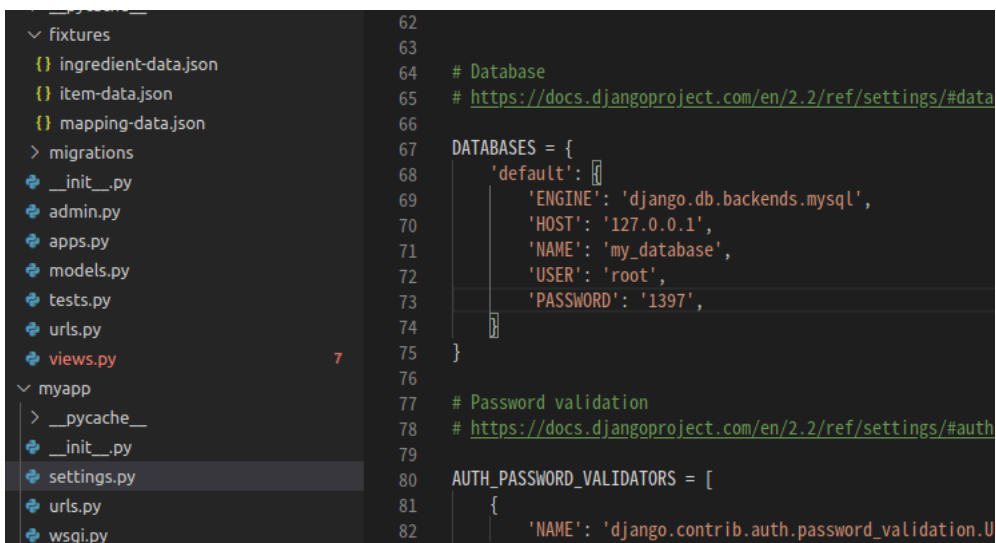 fixtures
{} ingredient-data.json
{} item-data.json
{} mapping-data.json
> migrations
__init__.py
admin.py
apps.py
models.py
tests.py
urls.py
views.py 7
myapp
> __pycache__
__init__.py
settings.py
urls.py
wsgi.py
62
63
64 # Database
65 # https://docs.djangoproject.com/en/2.2/ref/settings/#data
66
67 DATABASES = {
68 'default': {
69 'ENGINE': 'django.db.backends.mysql',
70 'HOST': '127.0.0.1',
71 'NAME': 'my_database',
72 'USER': 'root',
73 'PASSWORD': '1397',
74 }
75 }
76
77 # Password validation
78 # https://docs.djangoproject.com/en/2.2/ref/settings/#auth
79
80 AUTH_PASSWORD_VALIDATORS = [
81 {
82 'NAME': 'django.contrib.auth.password_validation.U